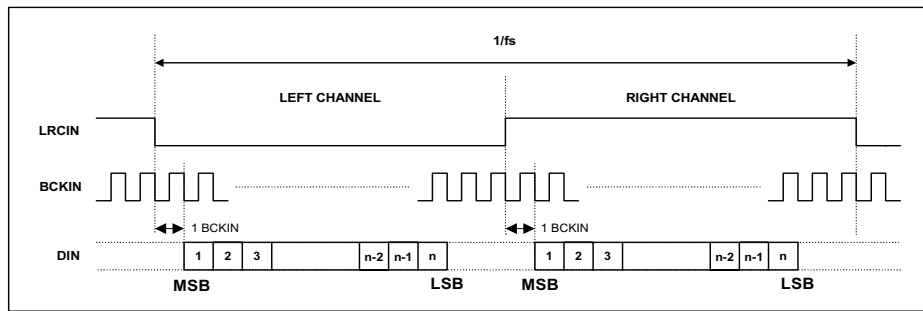 1/fs
LEFT CHANNEL RIGHT CHANNEL
LRCIN
BCKIN
1 BCKIN 1 BCKIN
DIN 1 2 3 n-2 n-1 n 1 2 3 n-2 n-1 n
MSB LSB MSB LSB